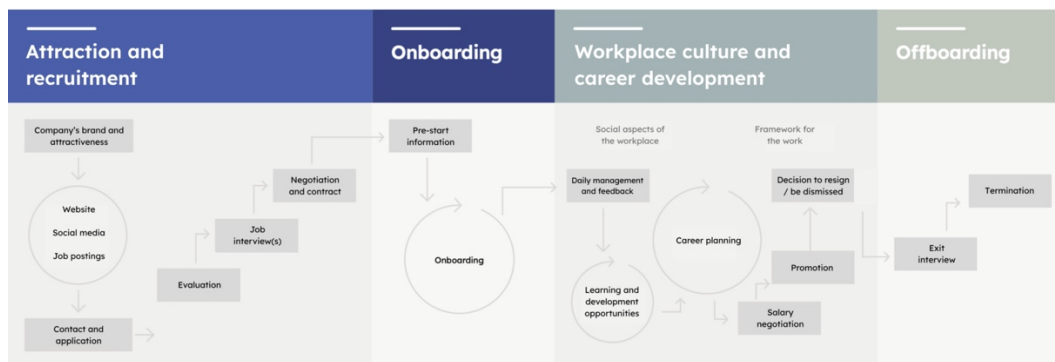 Attraction and
recruitment
Onboarding
Workplace culture and
career development
Offboarding
Company's brand and
attractiveness
Website
Social media
Job postings
Contact and
application
Evaluation
Job
interview(s)
Negotiation
and contract
Pre-start
information
Onboarding
Social aspects of
the workplace
Framework for
the work
Daily management
and feedback
Learning and
development
opportunities
Career planning
Salary
negotiation
Promotion
Decision to resign
/ be dismissed
Exit
interview
Termination